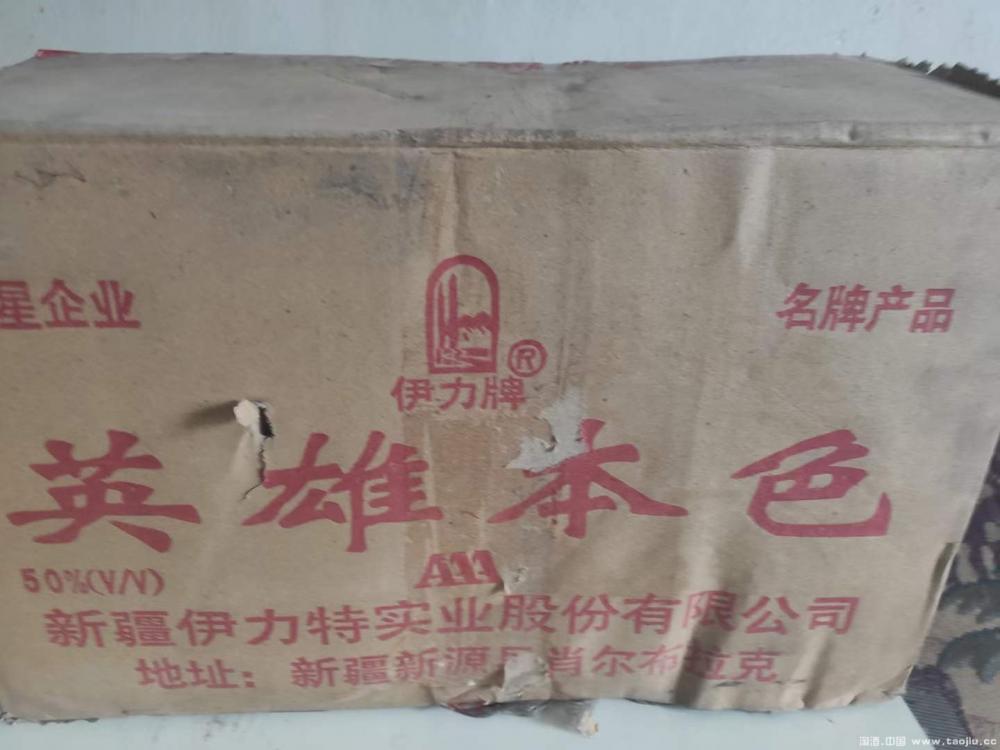 星企业
名牌产品
®
伊力牌
英雄本色
50%(V/V)
AAA
新疆伊力特实业股份有限公司
地址：新疆新源县肖尔布拉克
淘酒.中国 www.taojiu.cc